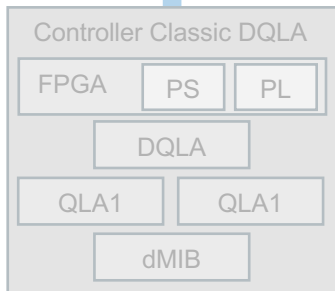 Controller Classic DQLA
FPGA PS PL
DQLA
QLA1 QLA1
dMIB